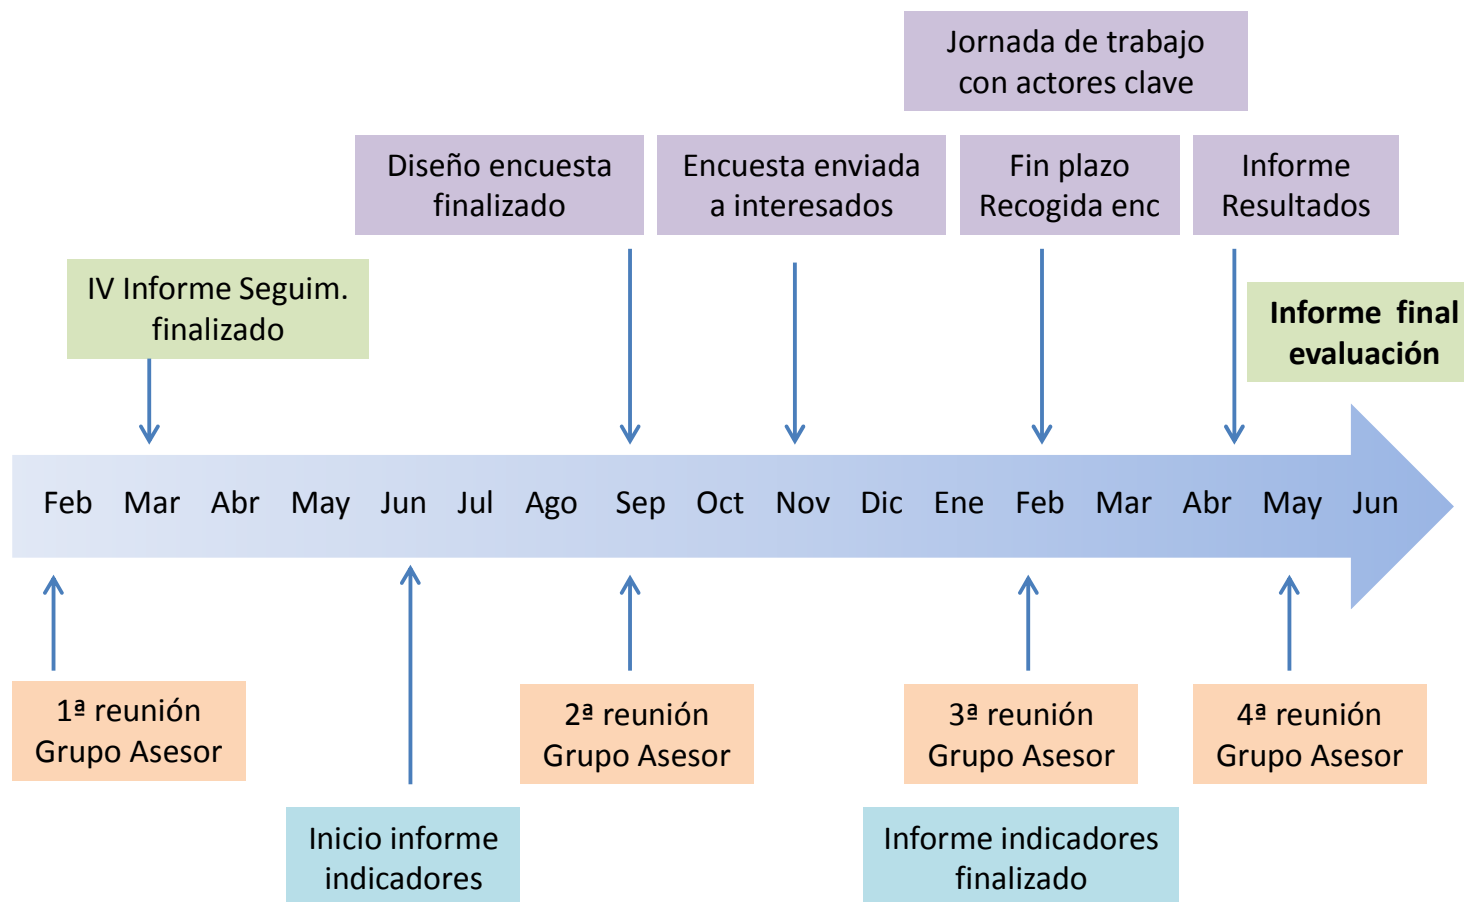 Jornada de trabajo
con actores clave
Diseño encuesta
finalizado
Encuesta enviada
a interesados
Fin plazo
Recogida enc
Informe
Resultados
IV Informe Seguim.
finalizado
Informe final
evaluación
Feb Mar Abr May Jun Jul Ago Sep Oct Nov Dic Ene Feb Mar Abr May Jun
1ª reunión
Grupo Asesor
2ª reunión
Grupo Asesor
3ª reunión
Grupo Asesor
4ª reunión
Grupo Asesor
Inicio informe
indicadores
Informe indicadores
finalizado